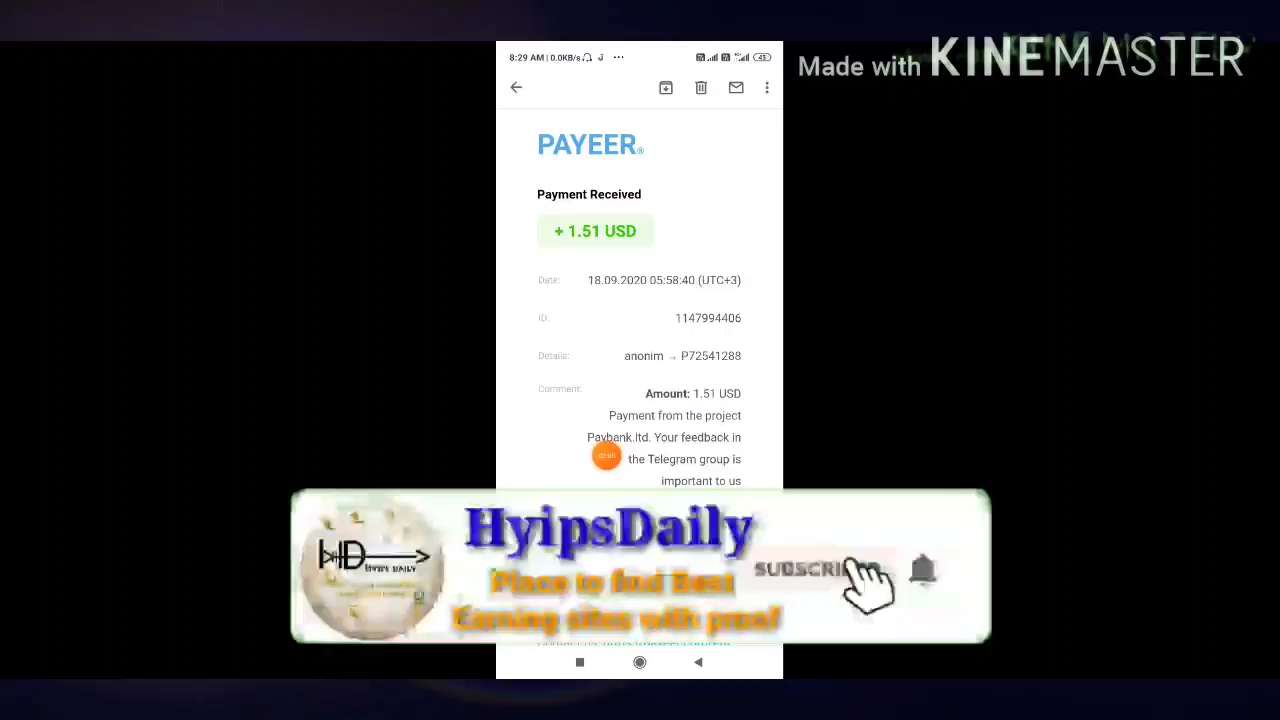 8:29 AM | 0.0KB/s
Made with KINEMASTER
PAYEER®
Payment Received
+ 1.51 USD
Date: 18.09.2020 05:58:40 (UTC+3)
ID: 1147994406
Details: anonim → P72541288
Comment: Amount: 1.51 USD
Payment from the project
Paybank.ltd. Your feedback in
the Telegram group is
important to us
HyipsDaily
HD
HYIPS DAILY
Place to find Best
Earning sites with proof